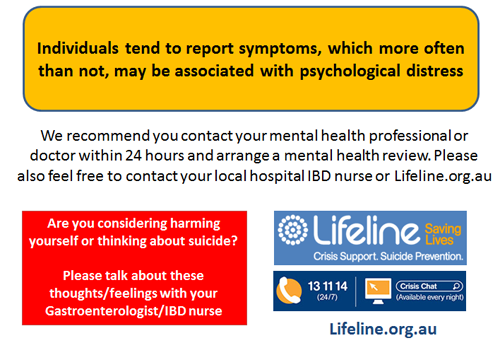 Individuals tend to report symptoms, which more often
than not, may be associated with psychological distress
We recommend you contact your mental health professional or
doctor within 24 hours and arrange a mental health review. Please
also feel free to contact your local hospital IBD nurse or Lifeline.org.au
Are you considering harming
yourself or thinking about suicide?
Please talk about these
thoughts/feelings with your
Gastroenterologist/IBD nurse
Lifeline Saving
Lives
Crisis Support. Suicide Prevention.
13 11 14
(24/7)
Crisis Chat
(Available every night)
Lifeline.org.au